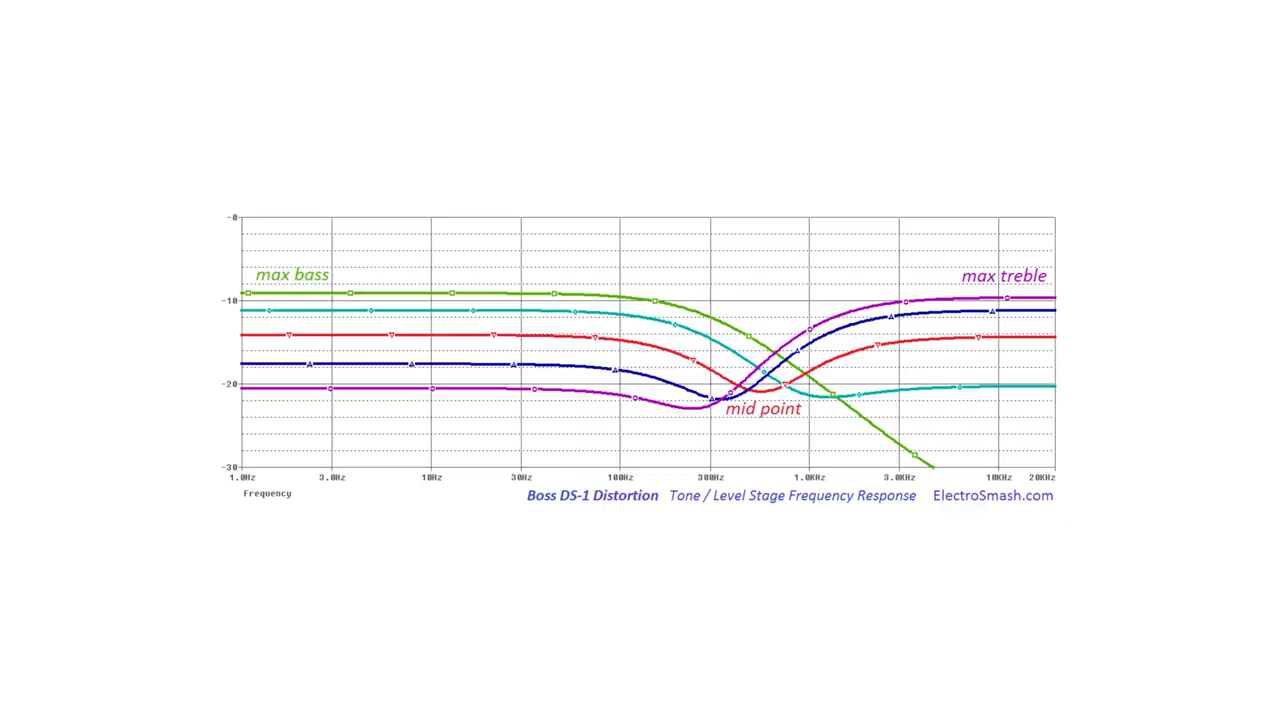 -0
max bass
max treble
-10
-20
mid point
-30
1.0Hz 3.0Hz 10Hz 30Hz 100Hz 300Hz 1.0KHz 3.0KHz 10KHz 20KHz
Frequency
Boss DS-1 Distortion Tone / Level Stage Frequency Response ElectroSmash.com